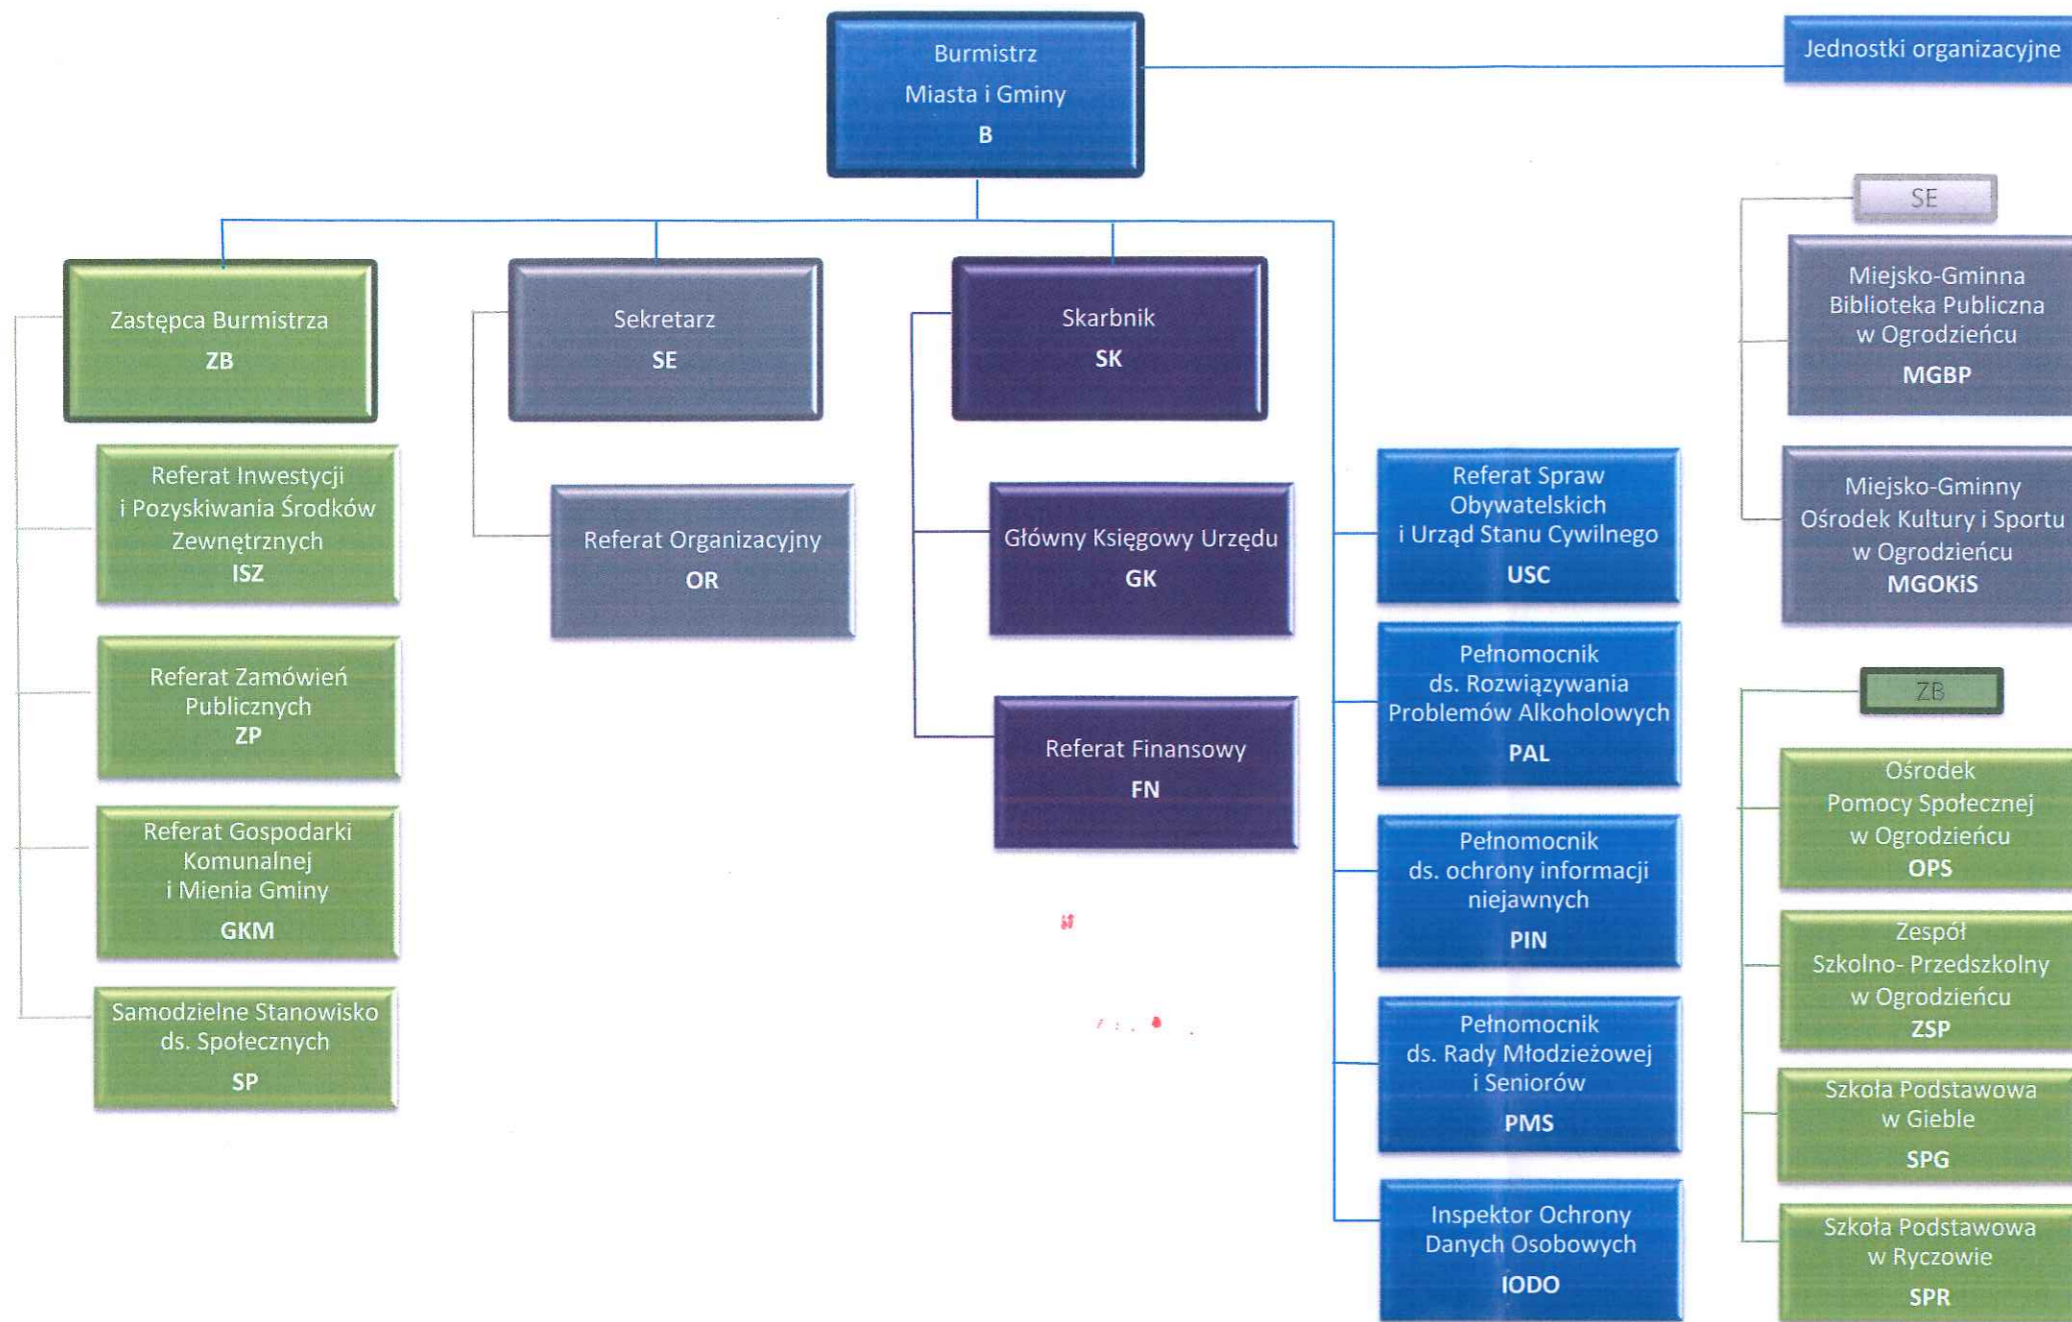 Burmistrz
Miasta i Gminy
B
Jednostki organizacyjne
Zastępca Burmistrza
ZB
Referat Inwestycji
i Pozyskiwania Środków
Zewnętrznych
ISZ
Referat Zamówień
Publicznych
ZP
Referat Gospodarki
Komunalnej
i Mienia Gminy
GKM
Samodzielne Stanowisko
ds. Społecznych
SP
Sekretarz
SE
Referat Organizacyjny
OR
Skarbnik
SK
Główny Księgowy Urzędu
GK
Referat Finansowy
FN
Referat Spraw
Obywatelskich
i Urząd Stanu Cywilnego
USC
Pełnomocnik
ds. Rozwiązywania
Problemów Alkoholowych
PAL
Pełnomocnik
ds. ochrony informacji
niejawnych
PIN
Pełnomocnik
ds. Rady Młodzieżowej
i Seniorów
PMS
Inspektor Ochrony
Danych Osobowych
IODO
SE
Miejsko-Gminna
Biblioteka Publiczna
w Ogrodzieńcu
MGBP
Miejsko-Gminny
Ośrodek Kultury i Sportu
w Ogrodzieńcu
MGOKiS
ZB
Ośrodek
Pomocy Społecznej
w Ogrodzieńcu
OPS
Zespół
Szkolno- Przedszkolny
w Ogrodzieńcu
ZSP
Szkoła Podstawowa
w Gieble
SPG
Szkoła Podstawowa
w Ryczowie
SPR